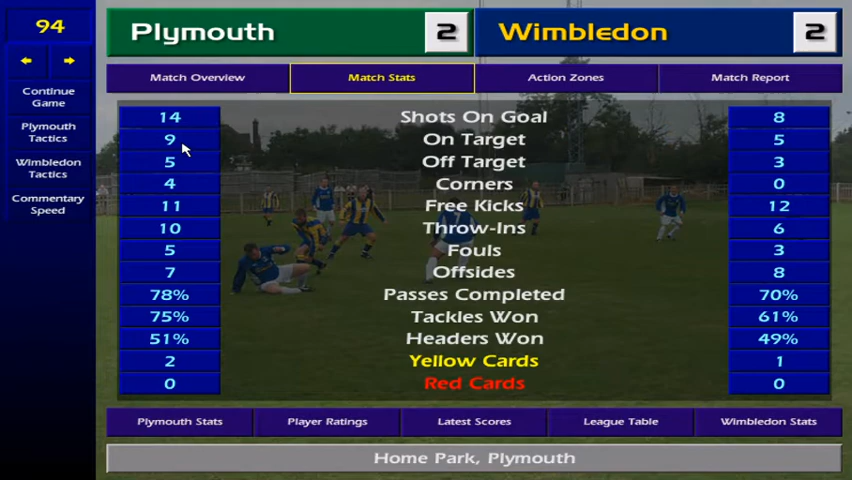 94
Plymouth 2 Wimbledon 2
Match Overview Match Stats Action Zones Match Report
Continue Game
Plymouth Tactics
Wimbledon Tactics
Commentary Speed
14 Shots On Goal 8
9 On Target 5
5 Off Target 3
4 Corners 0
11 Free Kicks 12
10 Throw-Ins 6
5 Fouls 3
7 Offsides 8
78% Passes Completed 70%
75% Tackles Won 61%
51% Headers Won 49%
2 Yellow Cards 1
0 Red Cards 0
Plymouth Stats Player Ratings Latest Scores League Table Wimbledon Stats
Home Park, Plymouth